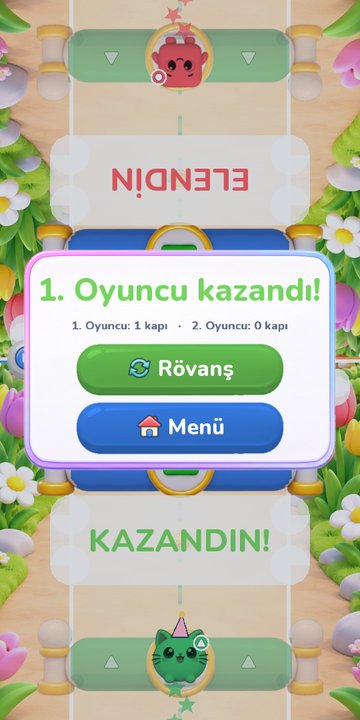 ELENDİN
1. Oyuncu kazandı!
1. Oyuncu: 1 kapı · 2. Oyuncu: 0 kapı
Rövanş
Menü
KAZANDIN!